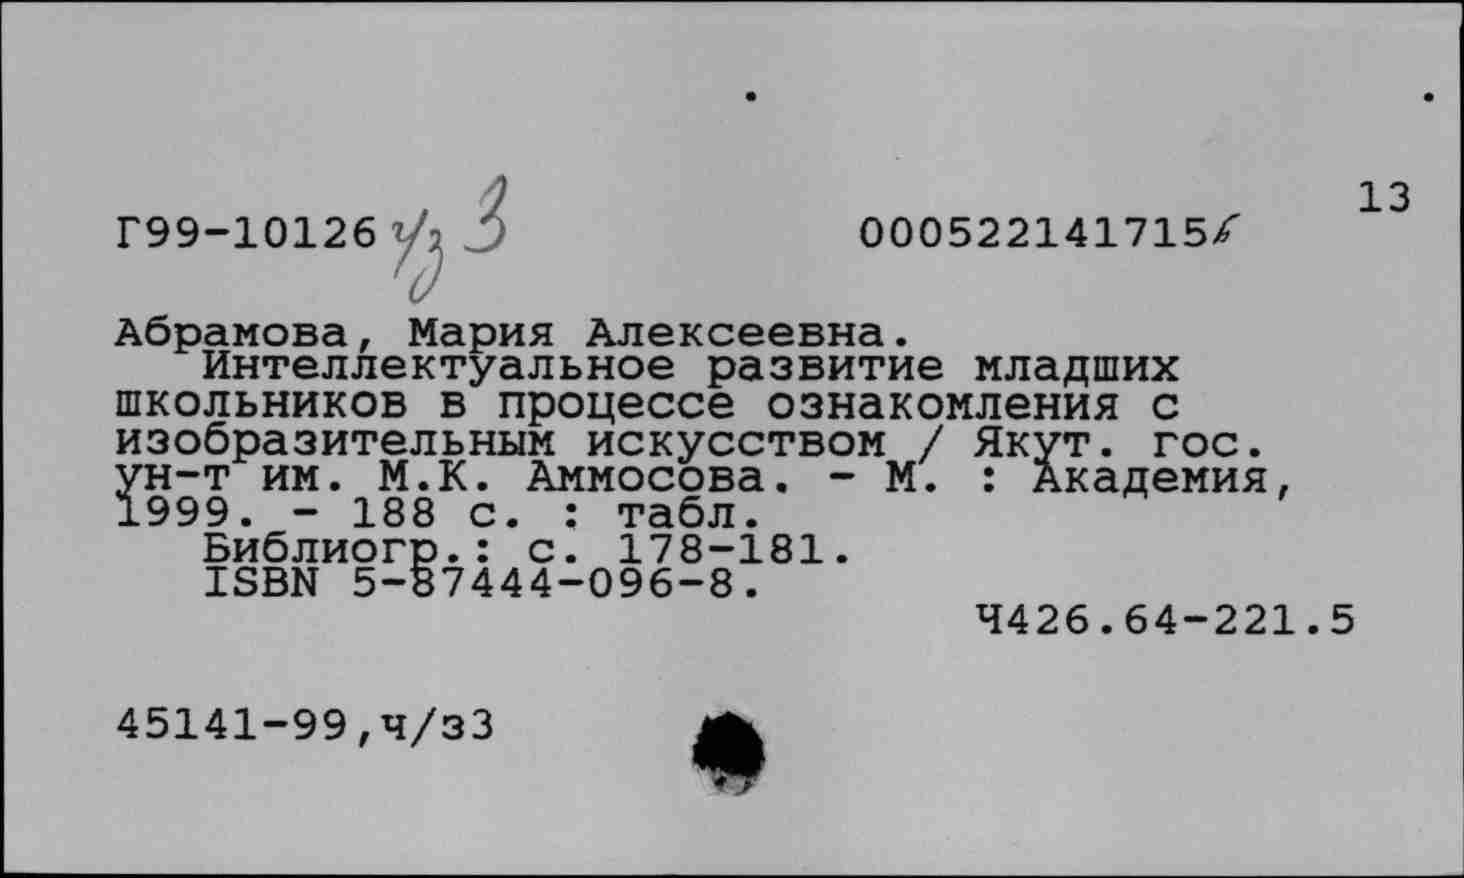 13
Г99-10126 ч/з 3 000522141715
Абрамова, Мария Алексеевна.
Интеллектуальное развитие младших
школьников в процессе ознакомления с
изобразительным искусством / Якут. гос.
ун-т им. М.К. Аммосова. - М. : Академия,
1999. - 188 с. : табл.
Библиогр.: с. 178-181.
ISBN 5-87444-096-8.
Ч426.64-221.5
45141-99,ч/з3